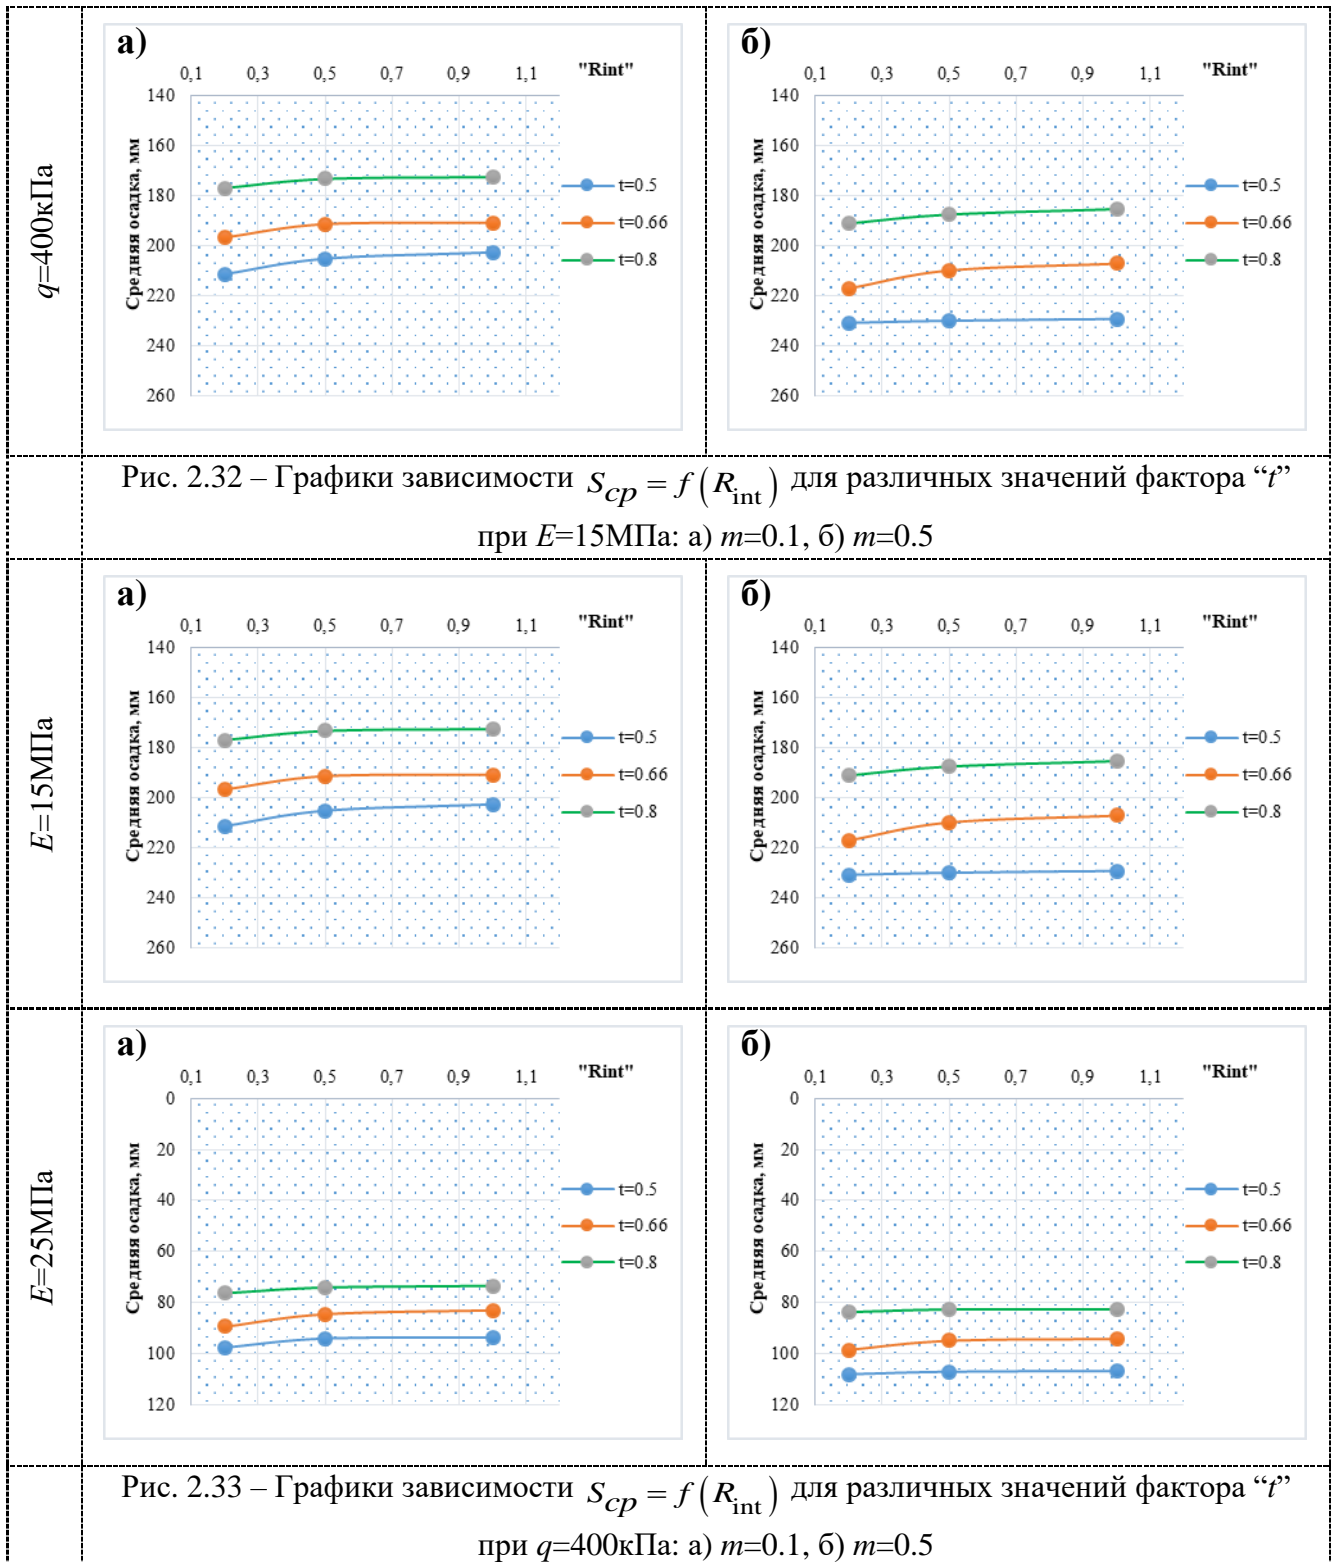 q=400кПа
а)
0,1 0,3 0,5 0,7 0,9 1,1 "Rint"
140
160
180
200
220
240
260
Средняя осадка, мм
t=0.5
t=0.66
t=0.8
б)
0,1 0,3 0,5 0,7 0,9 1,1 "Rint"
140
160
180
200
220
240
260
Средняя осадка, мм
t=0.5
t=0.66
t=0.8
Рис. 2.32 – Графики зависимости Sср = f (Rint) для различных значений фактора “t”
при E=15МПа: а) m=0.1, б) m=0.5
E=15МПа
а)
0,1 0,3 0,5 0,7 0,9 1,1 "Rint"
140
160
180
200
220
240
260
Средняя осадка, мм
t=0.5
t=0.66
t=0.8
б)
0,1 0,3 0,5 0,7 0,9 1,1 "Rint"
140
160
180
200
220
240
260
Средняя осадка, мм
t=0.5
t=0.66
t=0.8
E=25МПа
а)
0,1 0,3 0,5 0,7 0,9 1,1 "Rint"
0
20
40
60
80
100
120
Средняя осадка, мм
t=0.5
t=0.66
t=0.8
б)
0,1 0,3 0,5 0,7 0,9 1,1 "Rint"
0
20
40
60
80
100
120
Средняя осадка, мм
t=0.5
t=0.66
t=0.8
Рис. 2.33 – Графики зависимости Sср = f (Rint) для различных значений фактора “t”
при q=400кПа: а) m=0.1, б) m=0.5